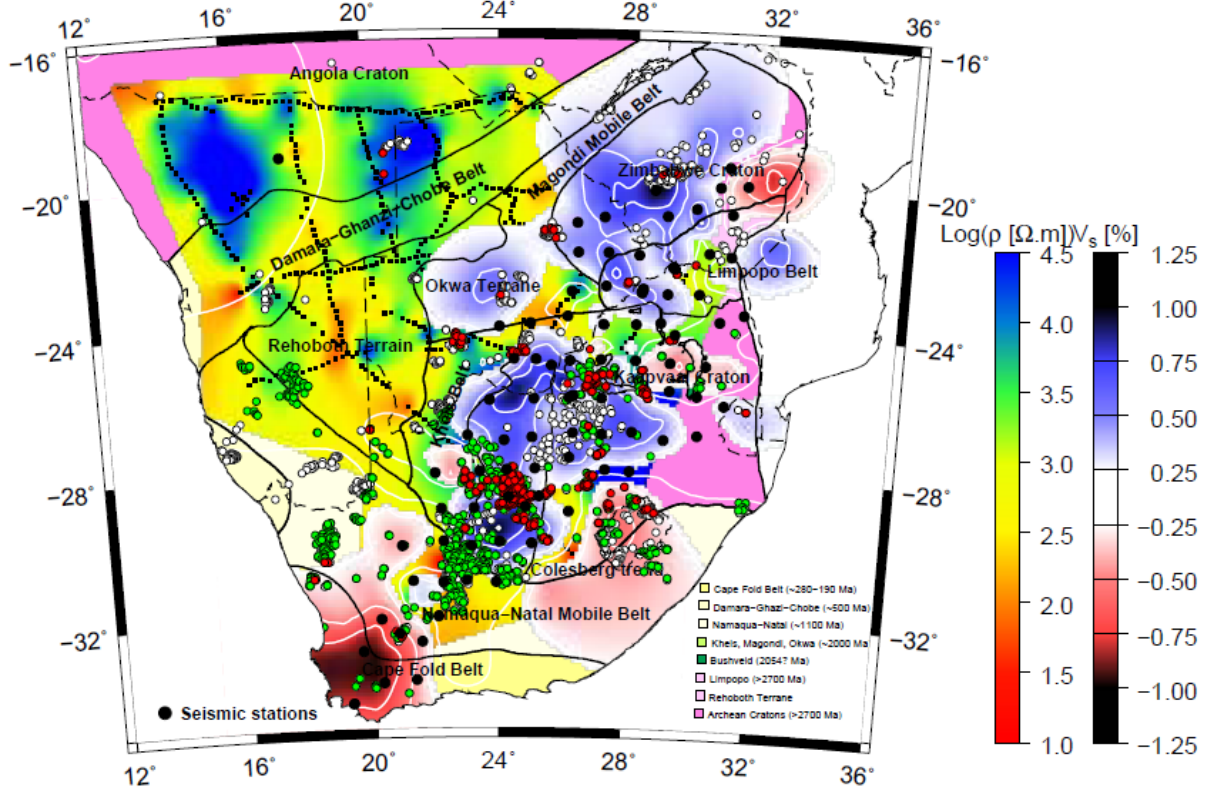 12° 16° 20° 24° 28° 32° 36°
−16° −16°
Angola Craton
Magondi Mobile Belt
Zimbabwe Craton
−20° −20°
Damara−Ghanzi−Chobe Belt
Log(ρ [Ω.m]) Vs [%]
Limpopo Belt
Okwa Terrane
4.5 1.25
4.0 1.00
−24° −24°
Rehoboth Terrain
Kaapvaal Craton
0.75
3.5 0.50
Kheis Belt
3.0 0.25
−28° −28°
2.5 −0.25
−0.50
Colesberg
2.0 −0.75
Namaqua−Natal Mobile Belt
−32° −32°
1.5 −1.00
Cape Fold Belt
1.0 −1.25
Cape Fold Belt (~280−190 Ma)
Damara−Ghazi−Chobe (~500 Ma)
Namaqua−Natal (~1100 Ma)
Kheis, Magondi, Okwa (~2000 Ma)
Bushveld (2054? Ma)
Limpopo (>2700 Ma)
Rehoboth Terrane
Archean Cratons (>2700 Ma)
Seismic stations
12° 16° 20° 24° 28° 32° 36°